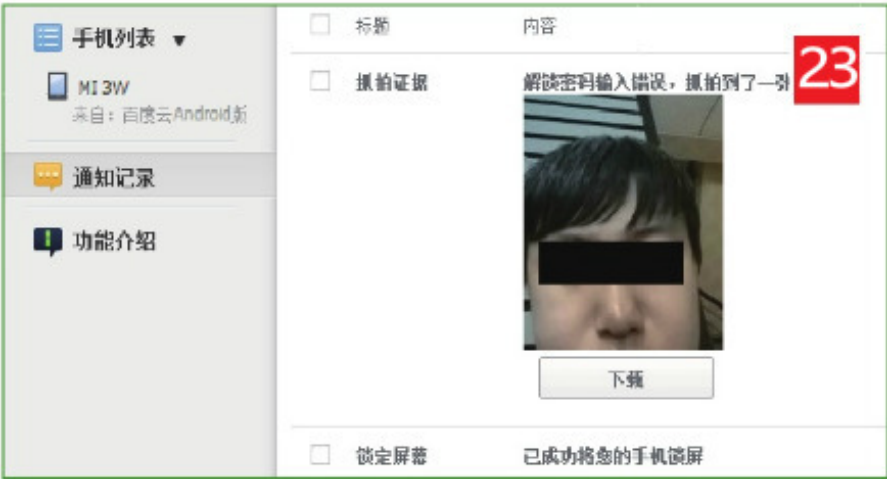 手机列表 ▼
MI 3W
来自：百度云Android版
通知记录
功能介绍
标题 内容
抓拍证据 解锁密码输入错误，抓拍到了一张
23
下载
锁定屏幕 已成功将您的手机锁屏